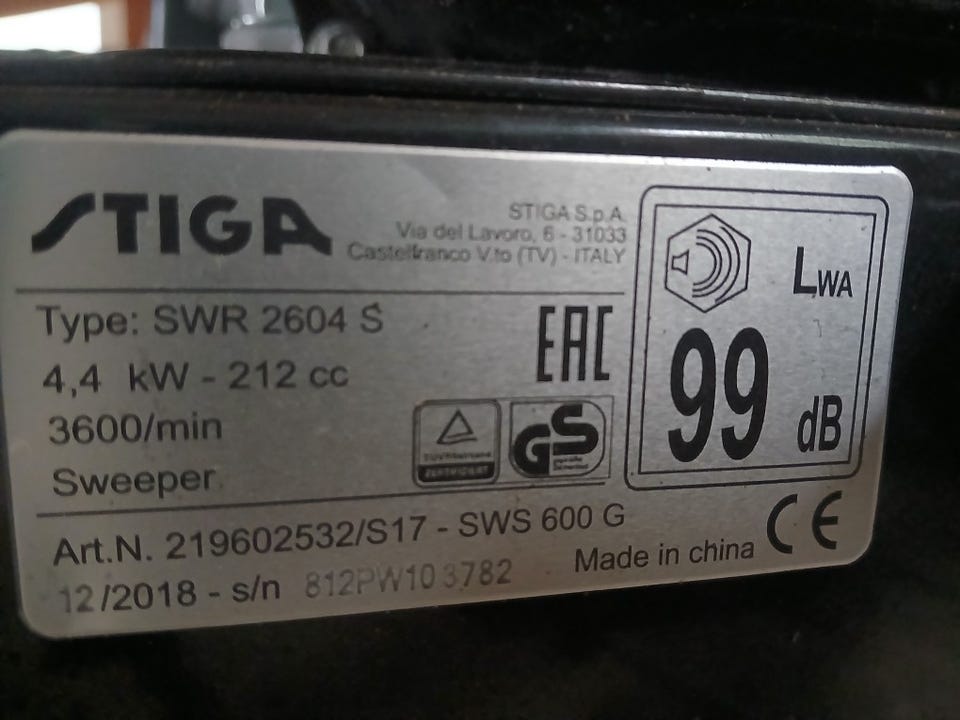 STIGA
STIGA S.p.A.
Via del Lavoro, 6 - 31033
Castelfranco V.to (TV) - ITALY
Type: SWR 2604 S
4,4 kW - 212 cc
3600/min
Sweeper
EAC
ZERTIFIZIERT
GS
LWA
99 dB
Art.N. 219602532/S17 - SWS 600 G
12/2018 - s/n 812PW103782
Made in china
CE